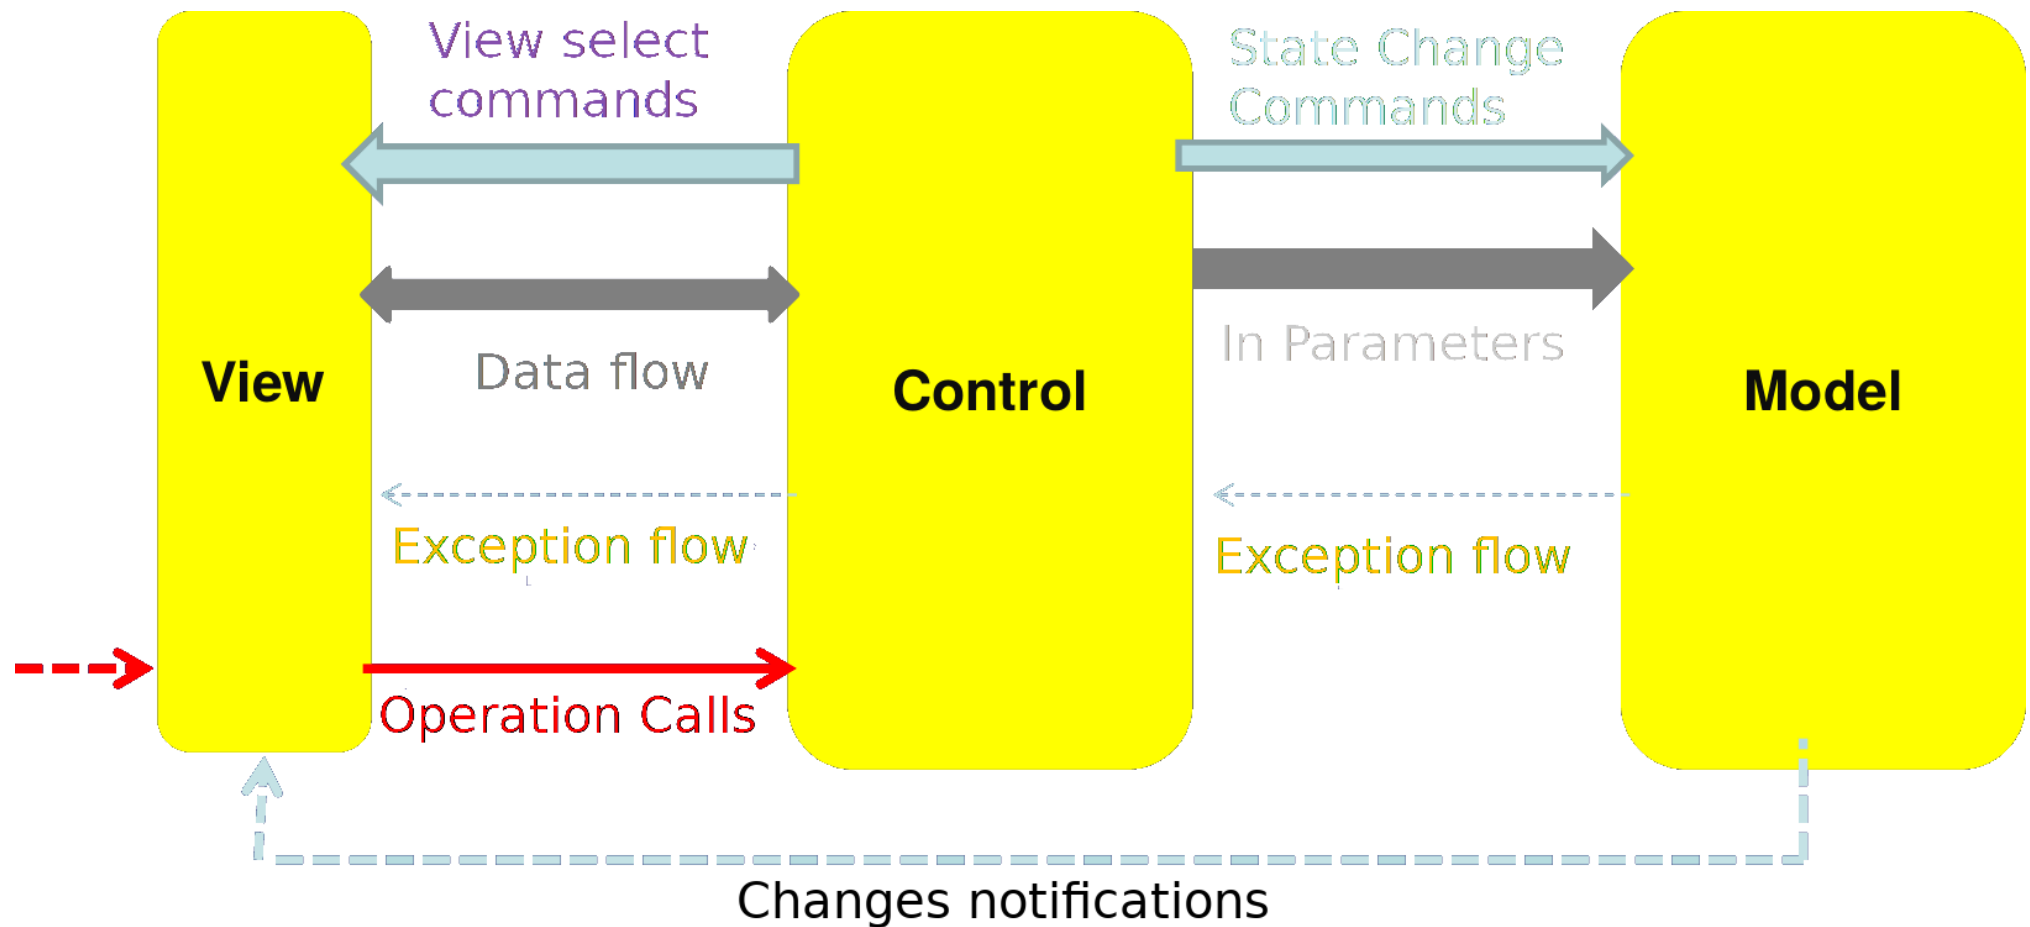 View select
commands
State Change
Commands
Data flow
In Parameters
View
Control
Model
Exception flow
Exception flow
Operation Calls
Changes notifications